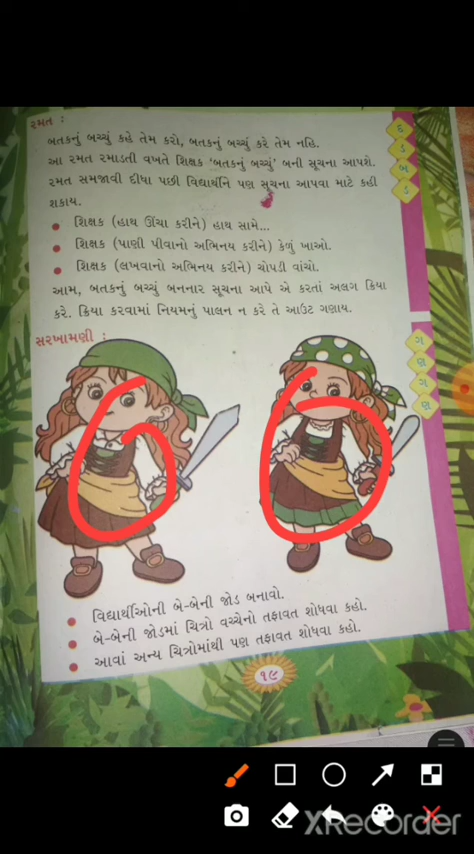 રમત :
બતકનું બચ્ચું કહે તેમ કરો, બતકનું બચ્ચું કરે તેમ નહિ.
આ રમત રમાડતી વખતે શિક્ષક ‘બતકનું બચ્ચું’ બની સૂચના આપશે.
રમત સમજાવી દીધા પછી વિદ્યાર્થીને પણ સૂચના આપવા માટે કહી
શકાય.
શિક્ષક (હાથ ઊંચા કરીને) હાથ સામે...
શિક્ષક (પાણી પીવાનો અભિનય કરીને) કેળું ખાઓ.
શિક્ષક (લખવાનો અભિનય કરીને) ચોપડી વાંચો.
આમ, બતકનું બચ્ચું બનનાર સૂચના આપે એ કરતાં અલગ ક્રિયા
કરે. ક્રિયા કરવામાં નિયમનું પાલન ન કરે તે આઉટ ગણાય.
સરખામણી :
વિદ્યાર્થીઓની બે-બેની જોડ બનાવો.
બે-બેની જોડમાં ચિત્રો વચ્ચેનો તફાવત શોધવા કહો.
આવાં અન્ય ચિત્રોમાંથી પણ તફાવત શોધવા કહો.
૧૯
ડ
બ
ડ
ગ
ણ
ગ
ણ
XRecorder